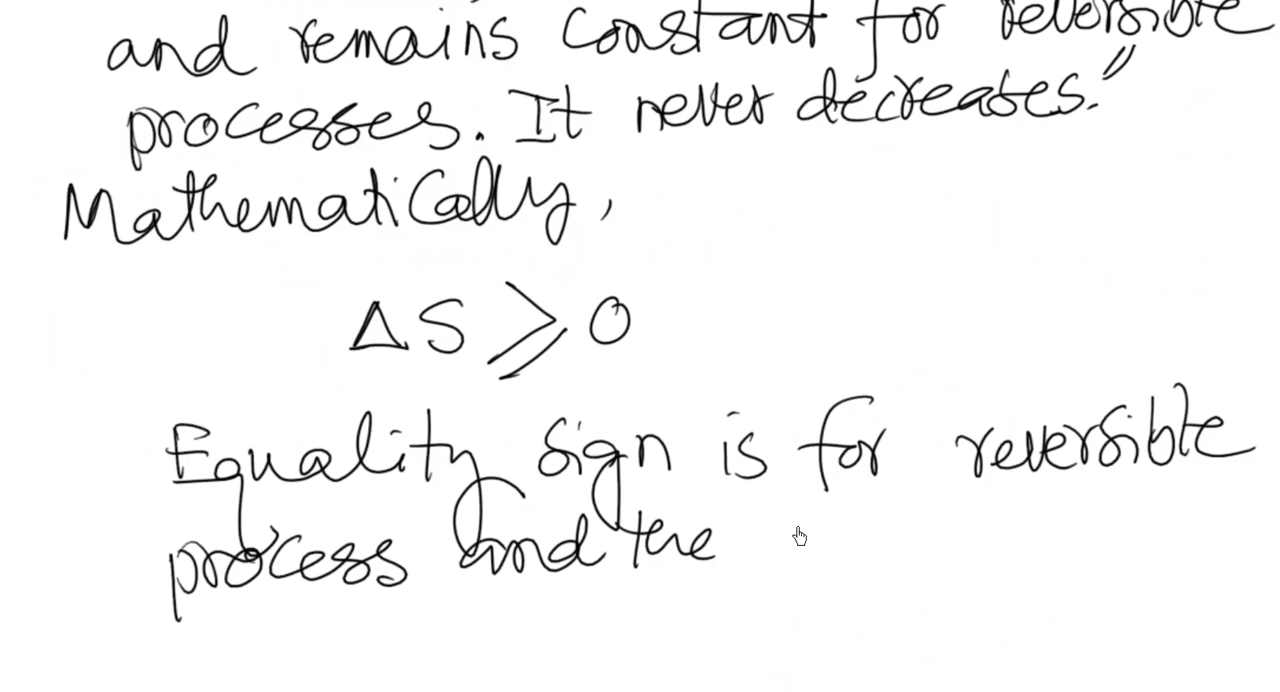 and remains constant for reversible
processes. It never decreases."
Mathematically,
ΔS ⩾ 0
Equality sign is for reversible
process and the